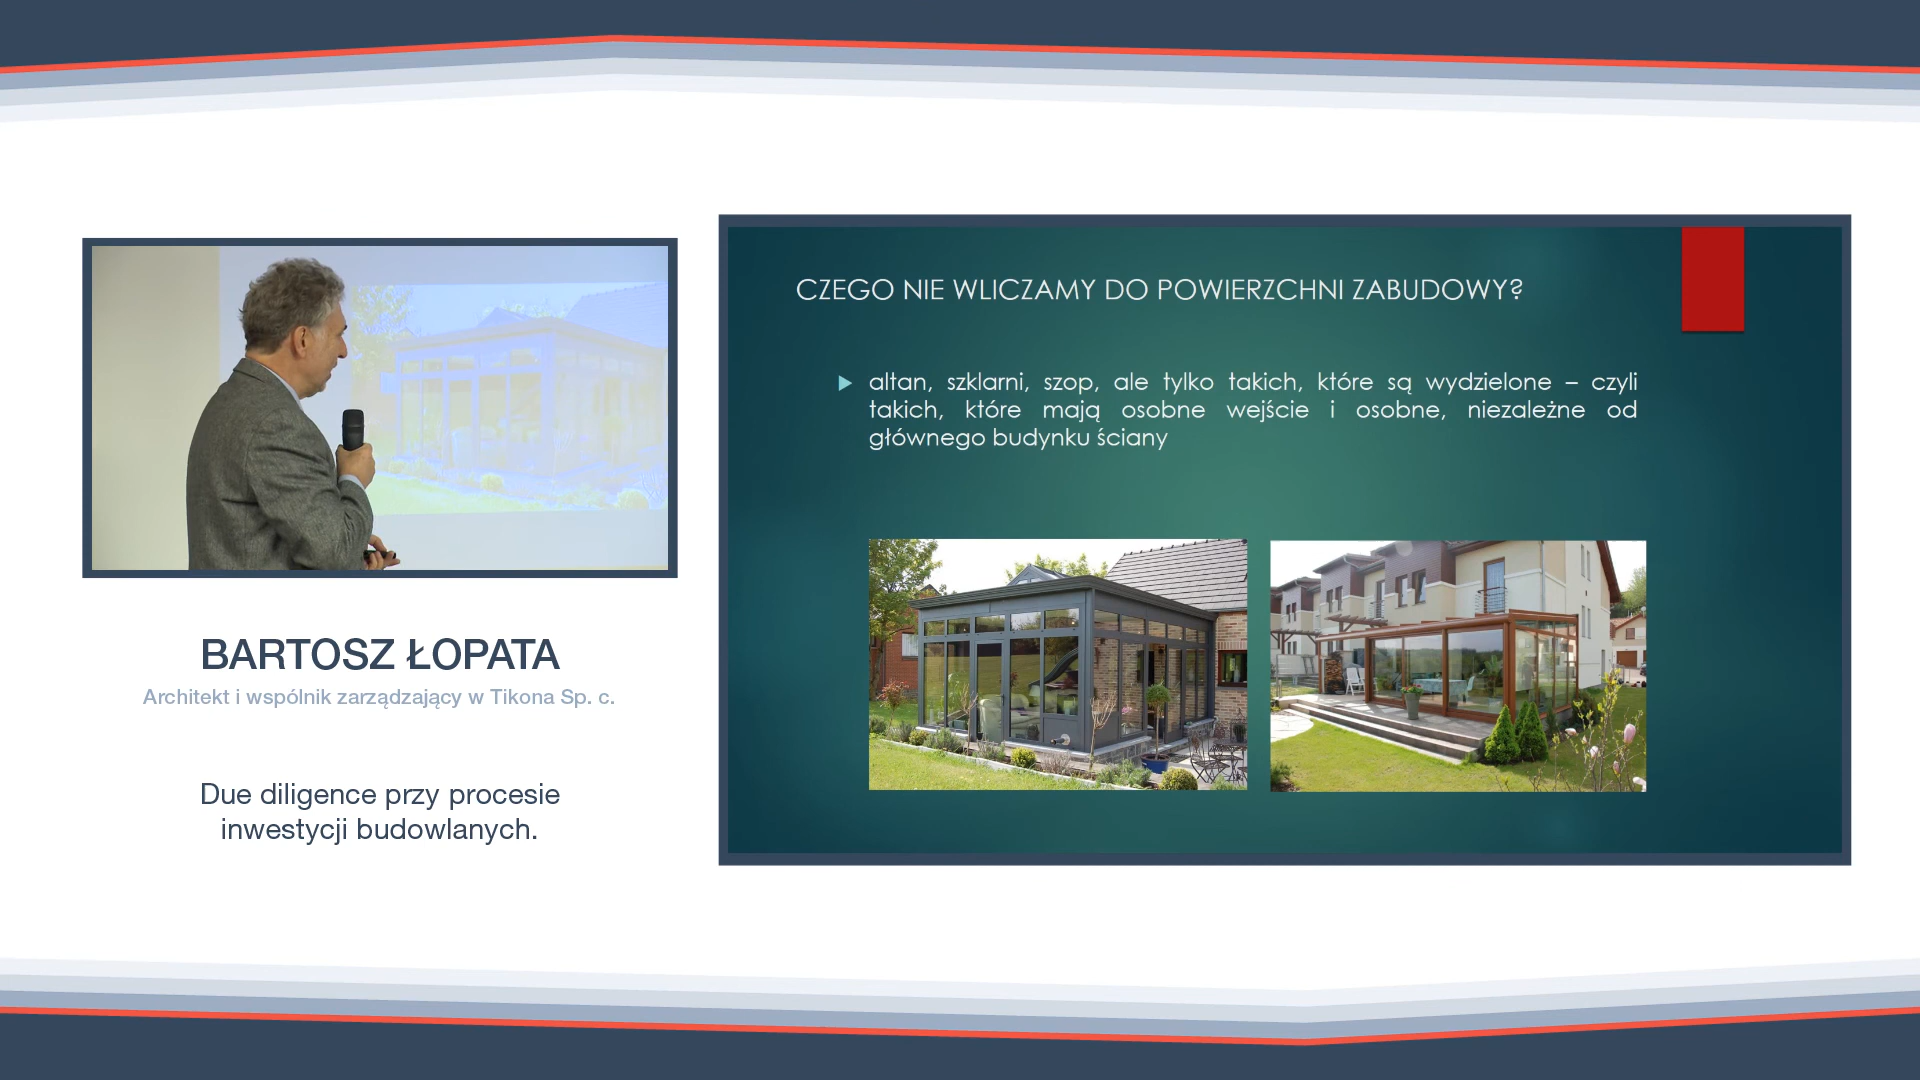 BARTOSZ ŁOPATA
Architekt i wspólnik zarządzający w Tikona Sp. c.
Due diligence przy procesie
inwestycji budowlanych.
CZEGO NIE WLICZAMY DO POWIERZCHNI ZABUDOWY?
altan, szklarni, szop, ale tylko takich, które są wydzielone – czyli
takich, które mają osobne wejście i osobne, niezależne od
głównego budynku ściany